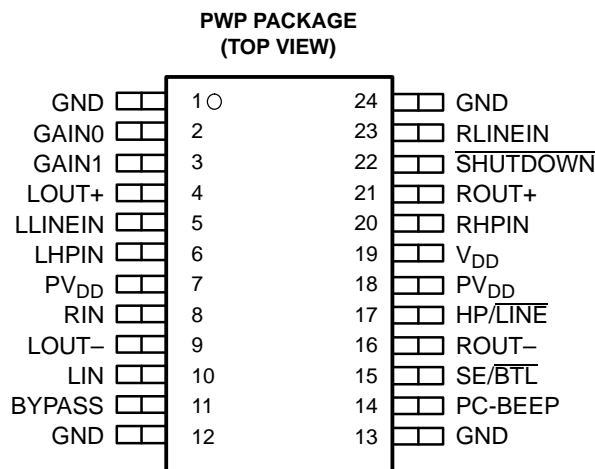 PWP PACKAGE
(TOP VIEW)
GND 1 24 GND
GAIN0 2 23 RLINEIN
GAIN1 3 22 SHUTDOWN
LOUT+ 4 21 ROUT+
LLINEIN 5 20 RHPIN
LHPIN 6 19 VDD
PVDD 7 18 PVDD
RIN 8 17 HP/LINE
LOUT– 9 16 ROUT–
LIN 10 15 SE/BTL
BYPASS 11 14 PC-BEEP
GND 12 13 GND